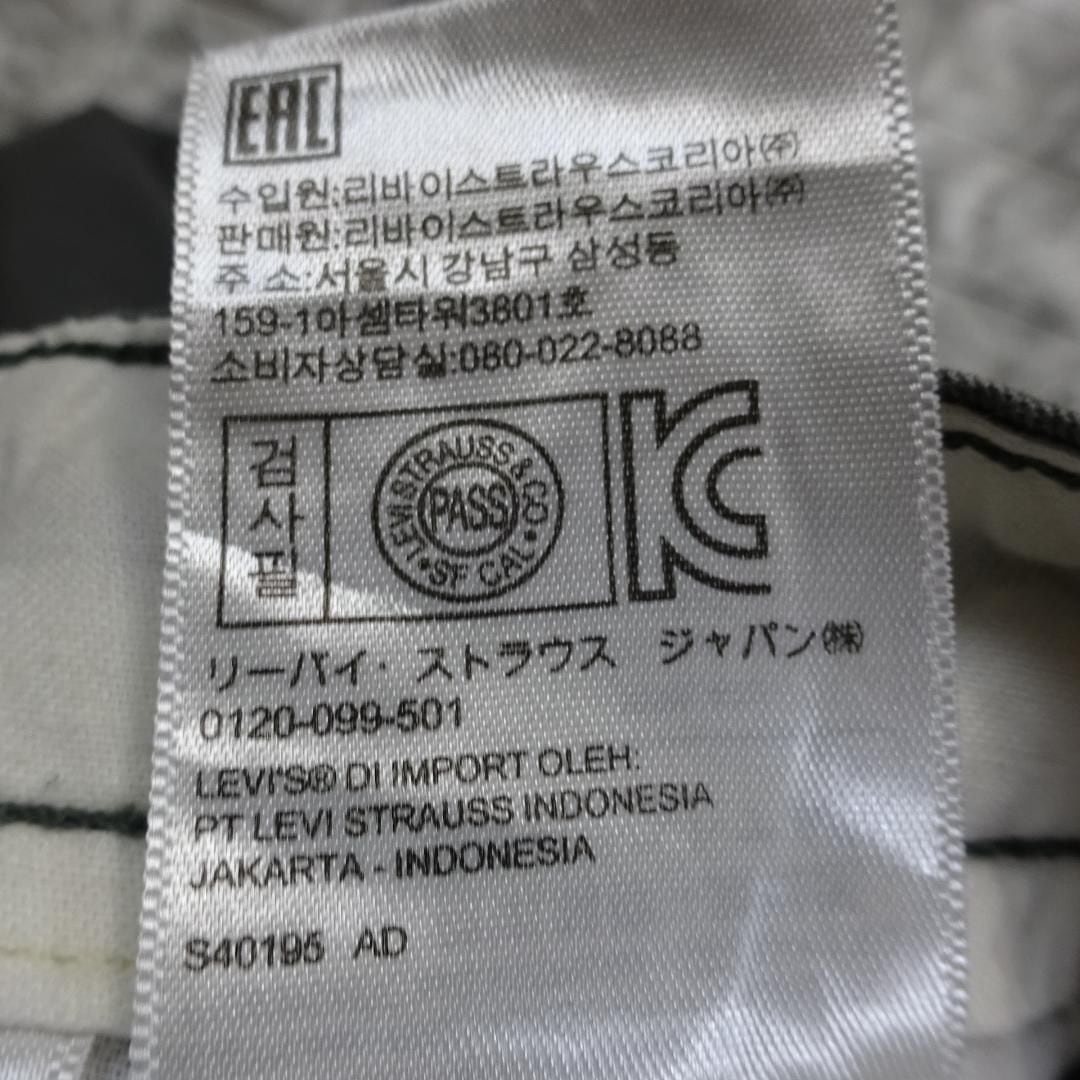 EAC
수입원:리바이스트라우스코리아㈜
판매원:리바이스트라우스코리아㈜
주 소:서울시 강남구 삼성동
159-1아셈타워3801호
소비자상담실:080-022-8088
검사필
LEVI STRAUSS & CO • SF CAL •
PASS
KC
リーバイ· ストラウス ジャパン㈱
0120-099-501
LEVI'S® DI IMPORT OLEH:
PT LEVI STRAUSS INDONESIA
JAKARTA - INDONESIA
S40195 AD